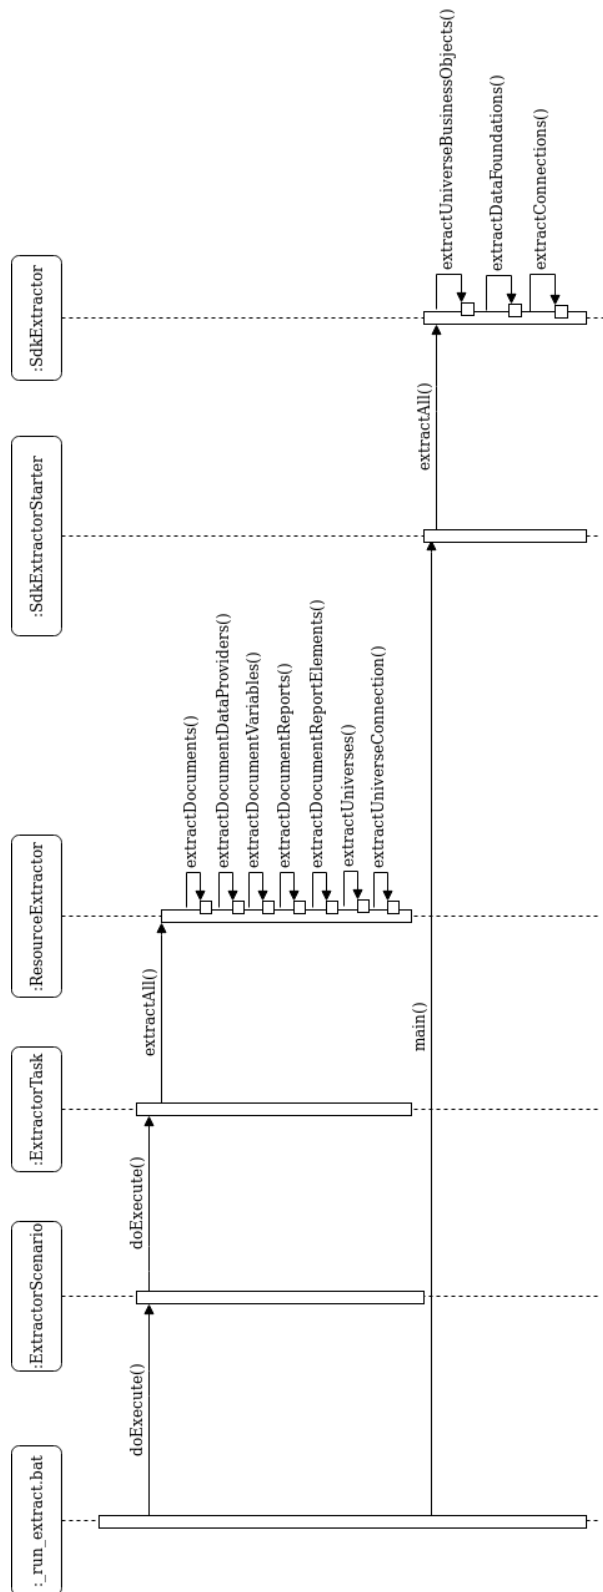 :_run_extract.bat
:ExtractorScenario
:ExtractorTask
:ResourceExtractor
:SdkExtractorStarter
:SdkExtractor
doExecute()
doExecute()
extractAll()
extractDocuments()
extractDocumentDataProviders()
extractDocumentVariables()
extractDocumentReports()
extractDocumentReportElements()
extractUniverses()
extractUniverseConnection()
main()
extractAll()
extractUniverseBusinessObjects()
extractDataFoundations()
extractConnections()